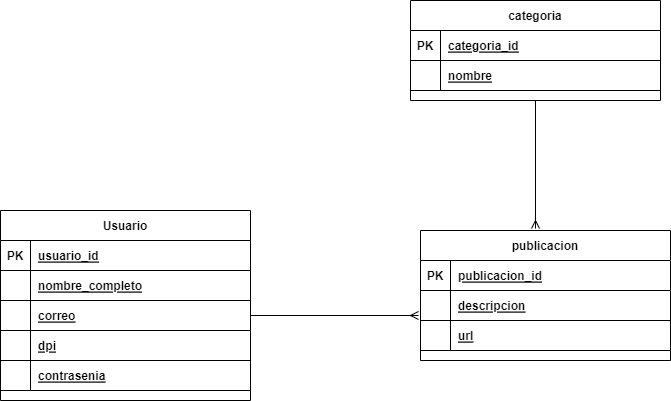 categoria
PK categoria_id
nombre
Usuario
PK usuario_id
nombre_completo
correo
dpi
contrasenia
publicacion
PK publicacion_id
descripcion
url